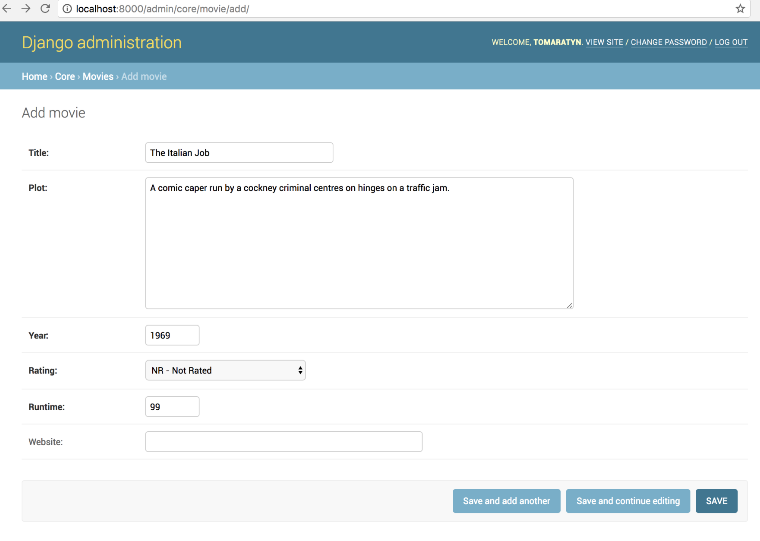 localhost:8000/admin/core/movie/add/
Django administration
WELCOME, TOMARATYN. VIEW SITE / CHANGE PASSWORD / LOG OUT
Home › Core › Movies › Add movie
Add movie
Title: The Italian Job
Plot: A comic caper run by a cockney criminal centres on hinges on a traffic jam.
Year: 1969
Rating: NR - Not Rated
Runtime: 99
Website:
Save and add another Save and continue editing SAVE